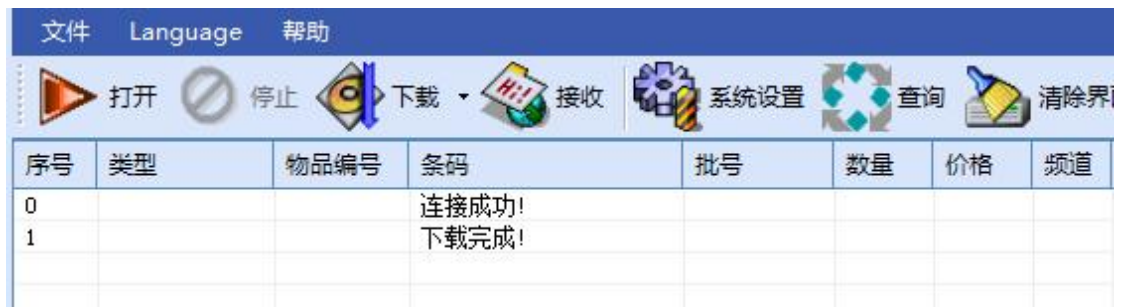 文件 Language 帮助
打开 停止 下载 Hi! 接收 系统设置 查询 清除界
序号 类型 物品编号 条码 批号 数量 价格 频道
0 连接成功!
1 下载完成!